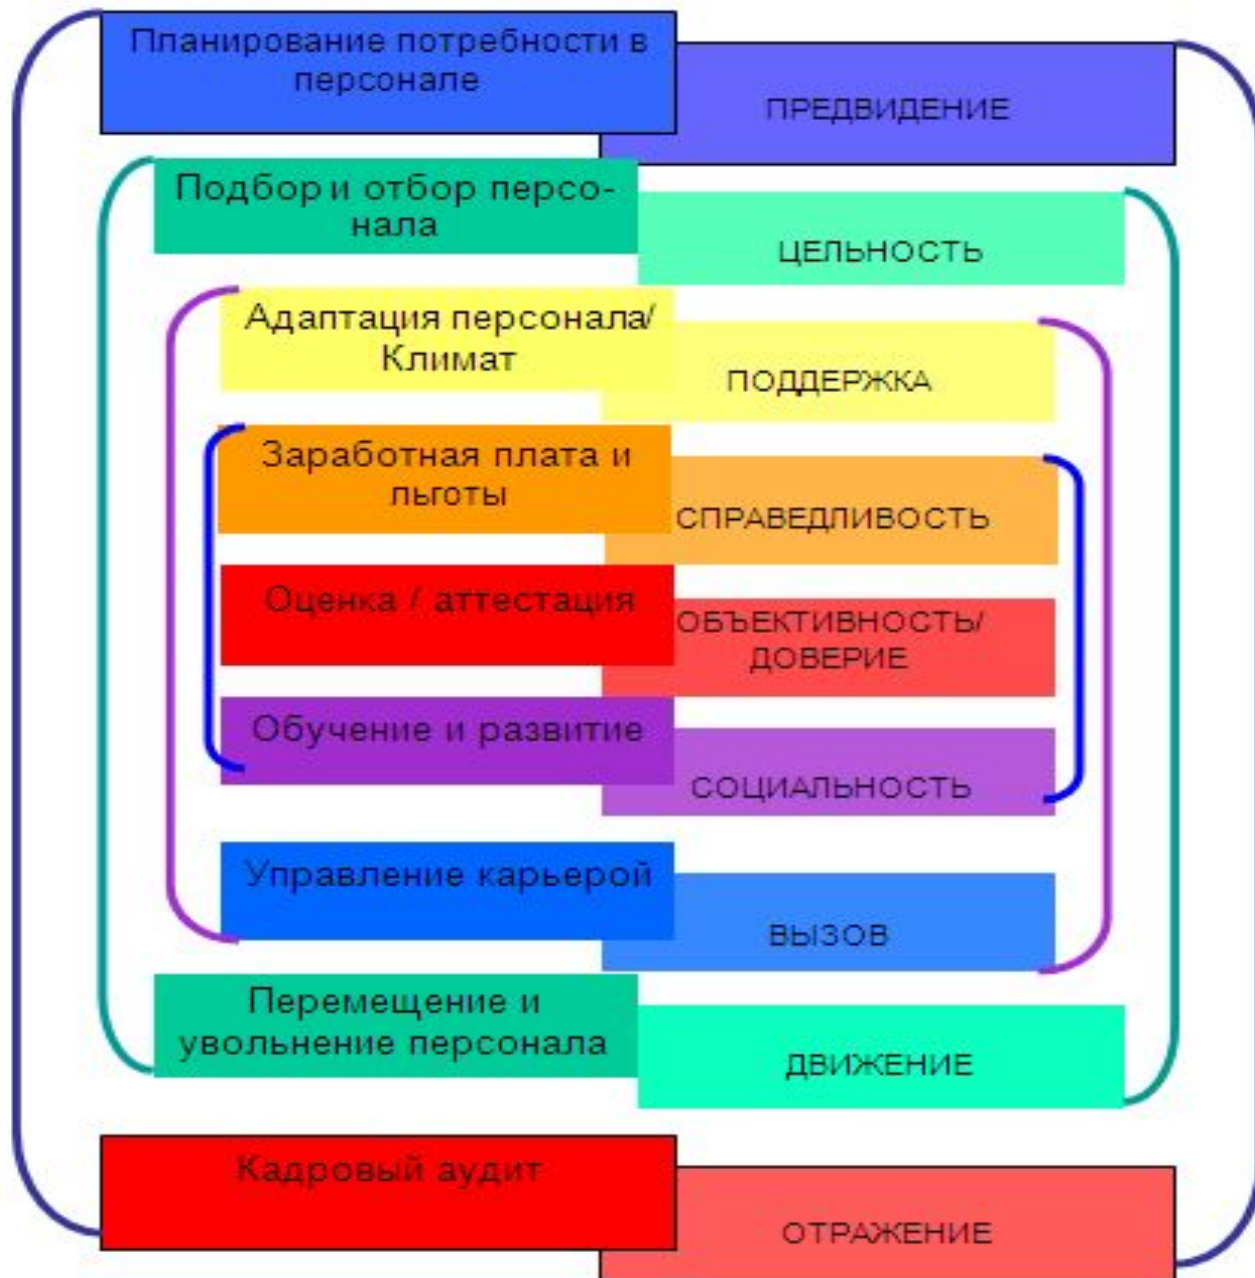 Планирование потребности в
персонале
ПРЕДВИДЕНИЕ
Подбор и отбор персо-
нала
ЦЕЛЬНОСТЬ
Адаптация персонала/
Климат
ПОДДЕРЖКА
Заработная плата и
льготы
СПРАВЕДЛИВОСТЬ
Оценка / аттестация
ОБЪЕКТИВНОСТЬ/
ДОВЕРИЕ
Обучение и развитие
СОЦИАЛЬНОСТЬ
Управление карьерой
ВЫЗОВ
Перемещение и
увольнение персонала
ДВИЖЕНИЕ
Кадровый аудит
ОТРАЖЕНИЕ